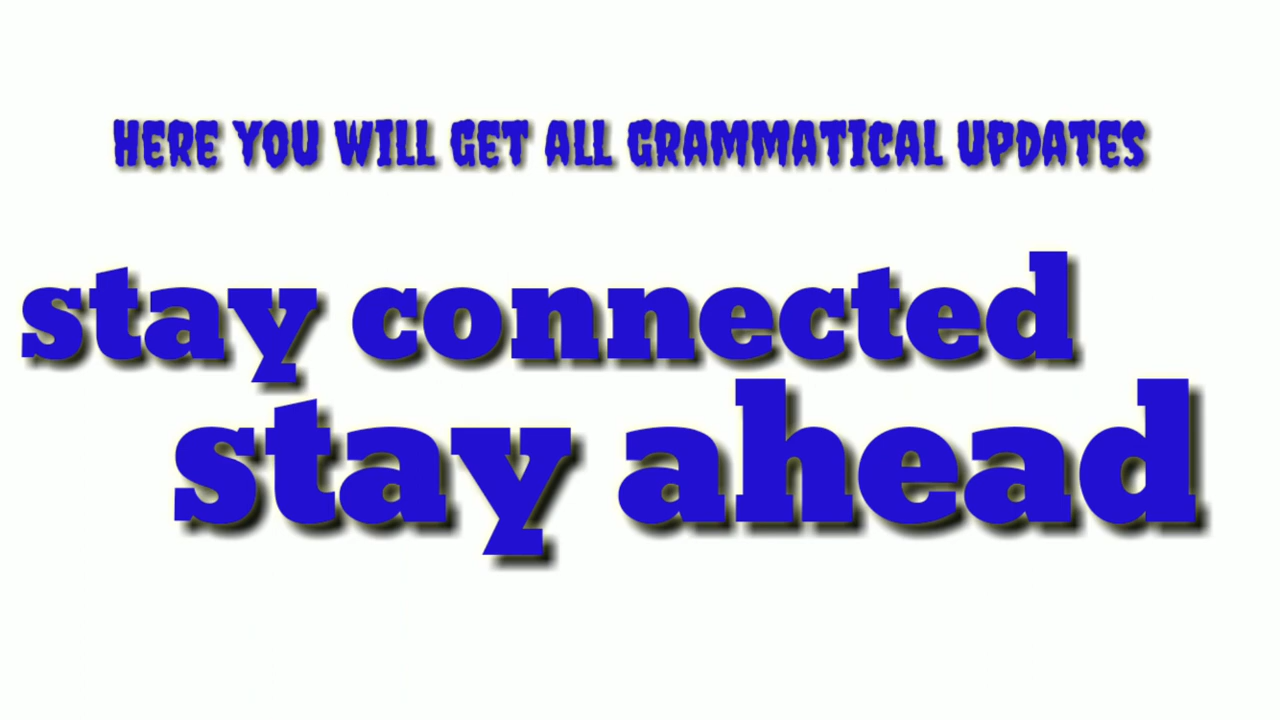 HERE YOU WILL GET ALL GRAMMATICAL UPDATES
stay connected
stay ahead